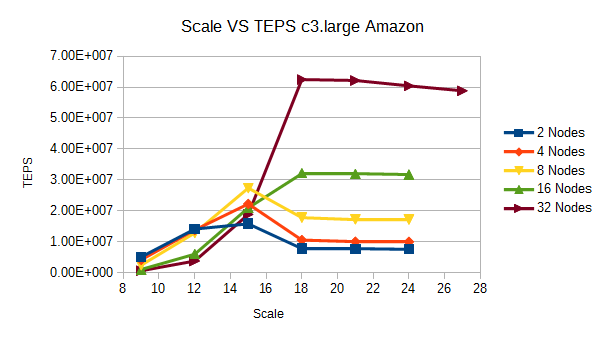 Scale VS TEPS c3.large Amazon
7.00E+007
6.00E+007
5.00E+007
4.00E+007
3.00E+007
2.00E+007
1.00E+007
0.00E+000
TEPS
8 10 12 14 16 18 20 22 24 26 28
Scale
2 Nodes
4 Nodes
8 Nodes
16 Nodes
32 Nodes